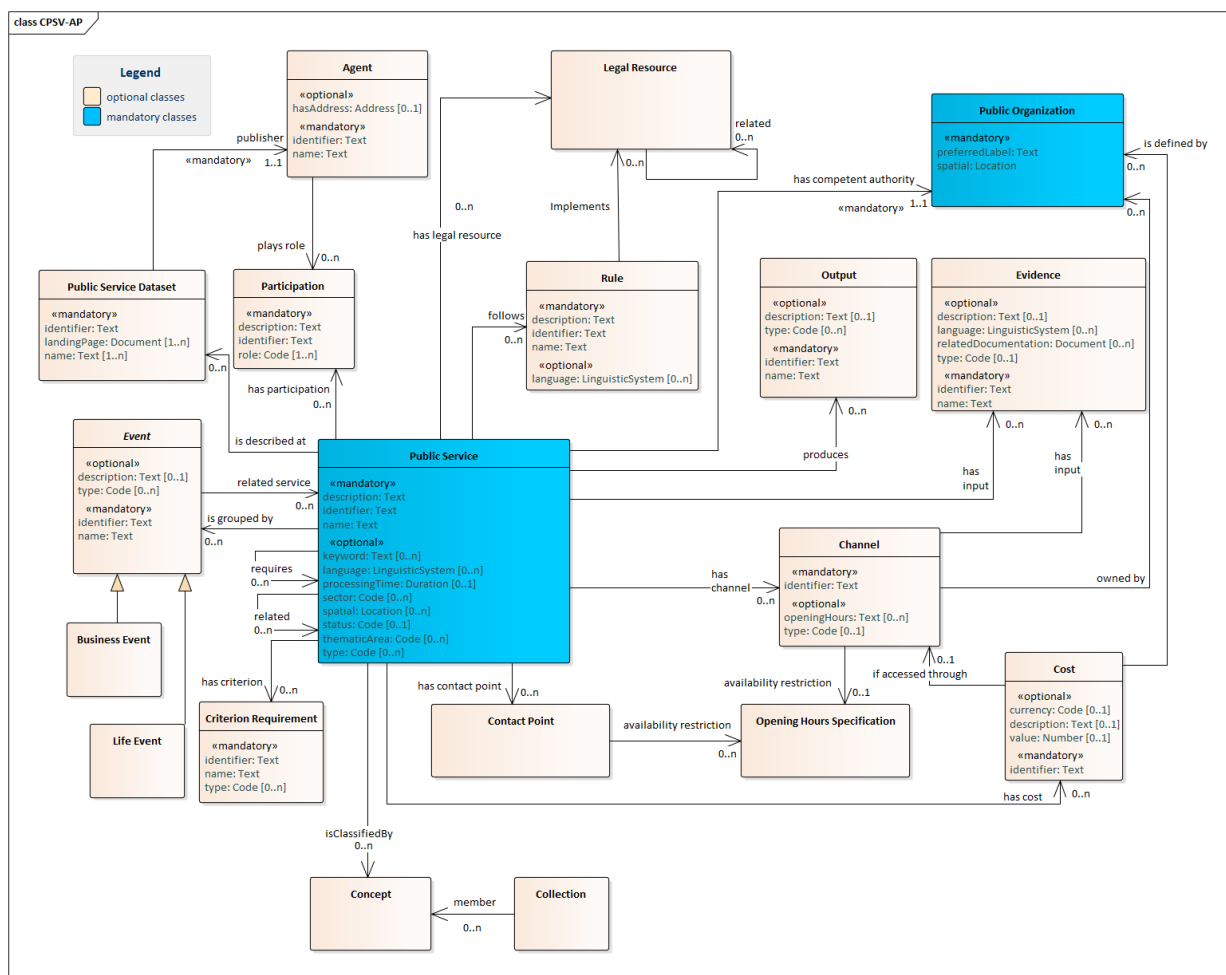 class CPSV-AP
Legend
optional classes
mandatory classes
Agent
«optional»
hasAddress: Address [0..1]
«mandatory»
identifier: Text
name: Text
Legal Resource
related
0..n
Public Organization
«mandatory»
preferredLabel: Text
spatial: Location
is defined by
0..n
publisher
«mandatory»
1..1
0..n
has competent authority
1..1
«mandatory»
0..n
0..n
has legal resource
Implements
plays role
0..n
Public Service Dataset
«mandatory»
identifier: Text
landingPage: Document [1..n]
name: Text [1..n]
0..n
Participation
«mandatory»
description: Text
identifier: Text
role: Code [1..n]
has participation
0..n
follows
0..n
Rule
«mandatory»
description: Text
identifier: Text
name: Text
«optional»
language: LinguisticSystem [0..n]
Output
«optional»
description: Text [0..1]
type: Code [0..n]
«mandatory»
identifier: Text
name: Text
0..n
produces
Evidence
«optional»
description: Text [0..1]
language: LinguisticSystem [0..n]
relatedDocumentation: Document [0..n]
type: Code [0..1]
«mandatory»
identifier: Text
name: Text
0..n
0..n
has
input
has
input
is described at
Event
«optional»
description: Text [0..1]
type: Code [0..n]
«mandatory»
identifier: Text
name: Text
related service
0..n
is grouped by
0..n
requires
0..n
related
0..n
Public Service
«mandatory»
description: Text
identifier: Text
name: Text
«optional»
keyword: Text [0..n]
language: LinguisticSystem [0..n]
processingTime: Duration [0..1]
sector: Code [0..n]
spatial: Location [0..n]
status: Code [0..1]
thematicArea: Code [0..n]
type: Code [0..n]
has
channel
0..n
Channel
«mandatory»
identifier: Text
«optional»
openingHours: Text [0..n]
type: Code [0..1]
owned by
Business Event
Life Event
has criterion
0..n
Criterion Requirement
«mandatory»
identifier: Text
name: Text
type: Code [0..n]
has contact point
0..n
Contact Point
availability restriction
0..n
availability restriction
0..1
Opening Hours Specification
0..1
if accessed through
Cost
«optional»
currency: Code [0..1]
description: Text [0..1]
value: Number [0..1]
«mandatory»
identifier: Text
has cost
0..n
isClassifiedBy
0..n
Concept
member
0..n
Collection